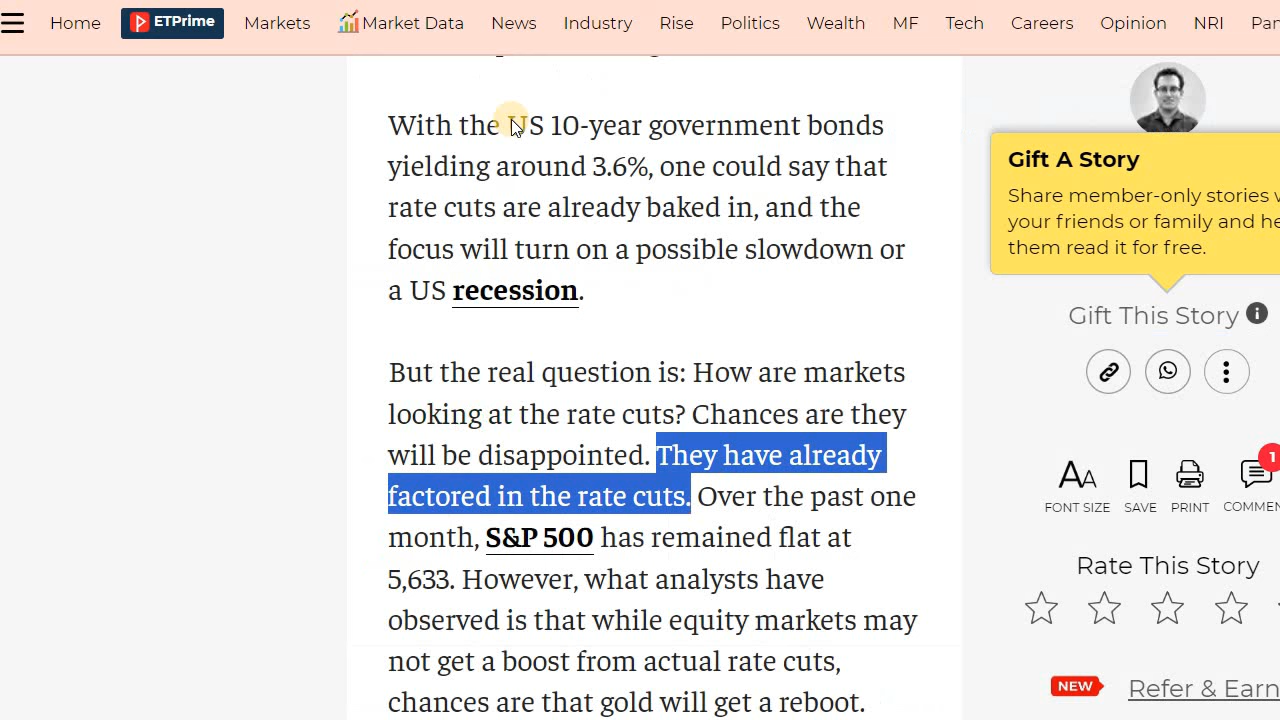 Home ETPrime Markets Market Data News Industry Rise Politics Wealth MF Tech Careers Opinion NRI
With the US 10-year government bonds
yielding around 3.6%, one could say that
rate cuts are already baked in, and the
focus will turn on a possible slowdown or
a US recession.
But the real question is: How are markets
looking at the rate cuts? Chances are they
will be disappointed. They have already
factored in the rate cuts. Over the past one
month, S&P 500 has remained flat at
5,633. However, what analysts have
observed is that while equity markets may
not get a boost from actual rate cuts,
chances are that gold will get a reboot.
Gift A Story
Share member-only stories
your friends or family and
them read it for free.
Gift This Story
1
FONT SIZE SAVE PRINT COMMEN
Rate This Story
NEW Refer & Earn